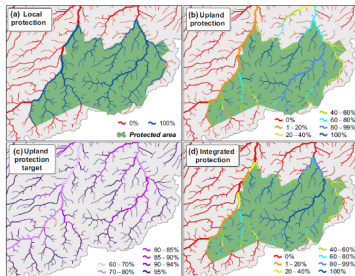 (a) Local
protection
0%
100%
Protected area
(b) Upland
protection
0%
1 - 20%
20 - 40%
40 - 60%
60 - 80%
80 - 99%
100%
(c) Upland
protection
target
60 - 70%
70 - 80%
80 - 85%
85 - 90%
90 - 94%
95%
(d) Integrated
protection
0%
1 - 20%
20 - 40%
40 - 60%
60 - 80%
80 - 99%
100%